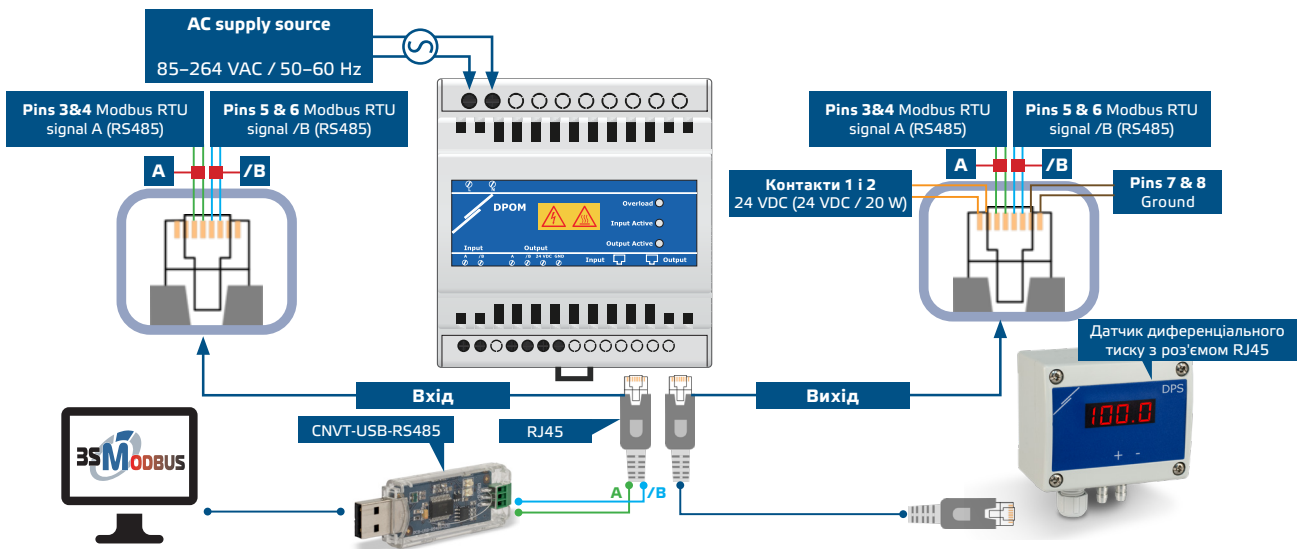 AC supply source
85–264 VAC / 50–60 Hz
Pins 3&4 Modbus RTU
signal A (RS485)
Pins 5 & 6 Modbus RTU
signal /B (RS485)
A
/B
Pins 3&4 Modbus RTU
signal A (RS485)
Pins 5 & 6 Modbus RTU
signal /B (RS485)
A
/B
Контакти 1 і 2
24 VDC (24 VDC / 20 W)
Pins 7 & 8
Ground
DPOM
Overload
Input Active
Output Active
Input
Output
A /B
A /B 24 VDC GND
Input
Output
Датчик диференціального
тиску з роз'ємом RJ45
Вхід
Вихід
DPS
100.0
+ -
CNVT-USB-RS485
RJ45
3SMODBUS
A
/B